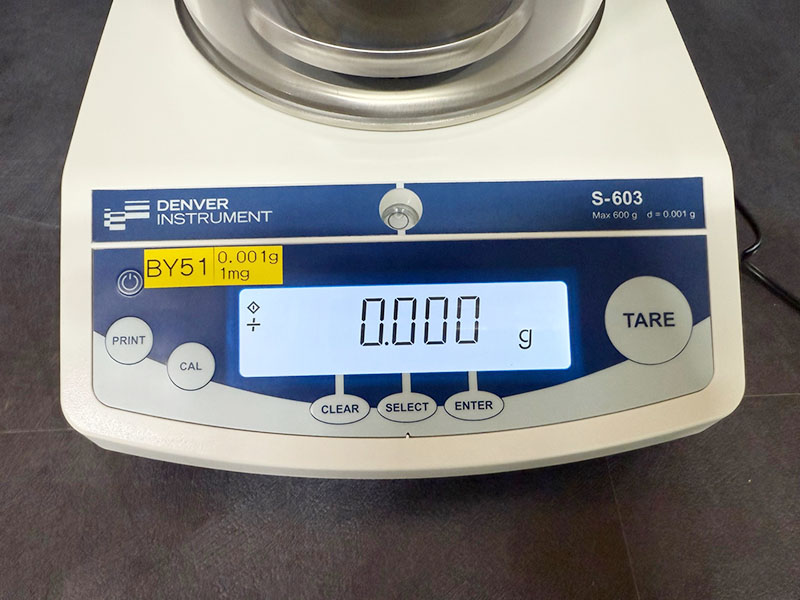 DENVER
INSTRUMENT
S-603
Max 600 g d = 0.001 g
BY51
0.001g
1mg
0.000 g
PRINT
CAL
TARE
CLEAR
SELECT
ENTER